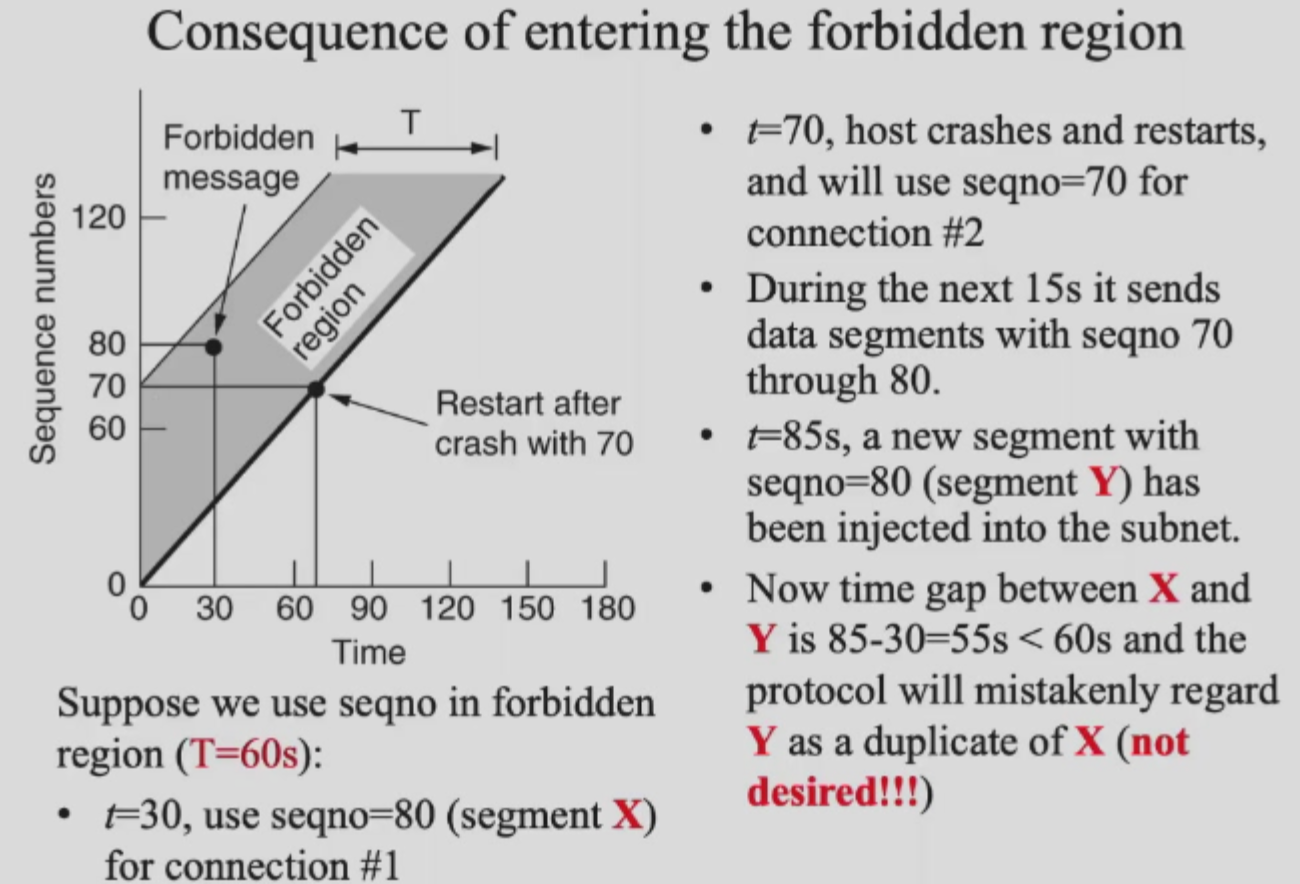 Consequence of entering the forbidden region
Forbidden
message
T
Sequence numbers
120
80
70
60
0
Forbidden
region
Restart after
crash with 70
0 30 60 90 120 150 180
Time
Suppose we use seqno in forbidden
region (T=60s):
• t=30, use seqno=80 (segment X)
for connection #1
• t=70, host crashes and restarts,
and will use seqno=70 for
connection #2
• During the next 15s it sends
data segments with seqno 70
through 80.
• t=85s, a new segment with
seqno=80 (segment Y) has
been injected into the subnet.
• Now time gap between X and
Y is 85-30=55s < 60s and the
protocol will mistakenly regard
Y as a duplicate of X (not
desired!!!)